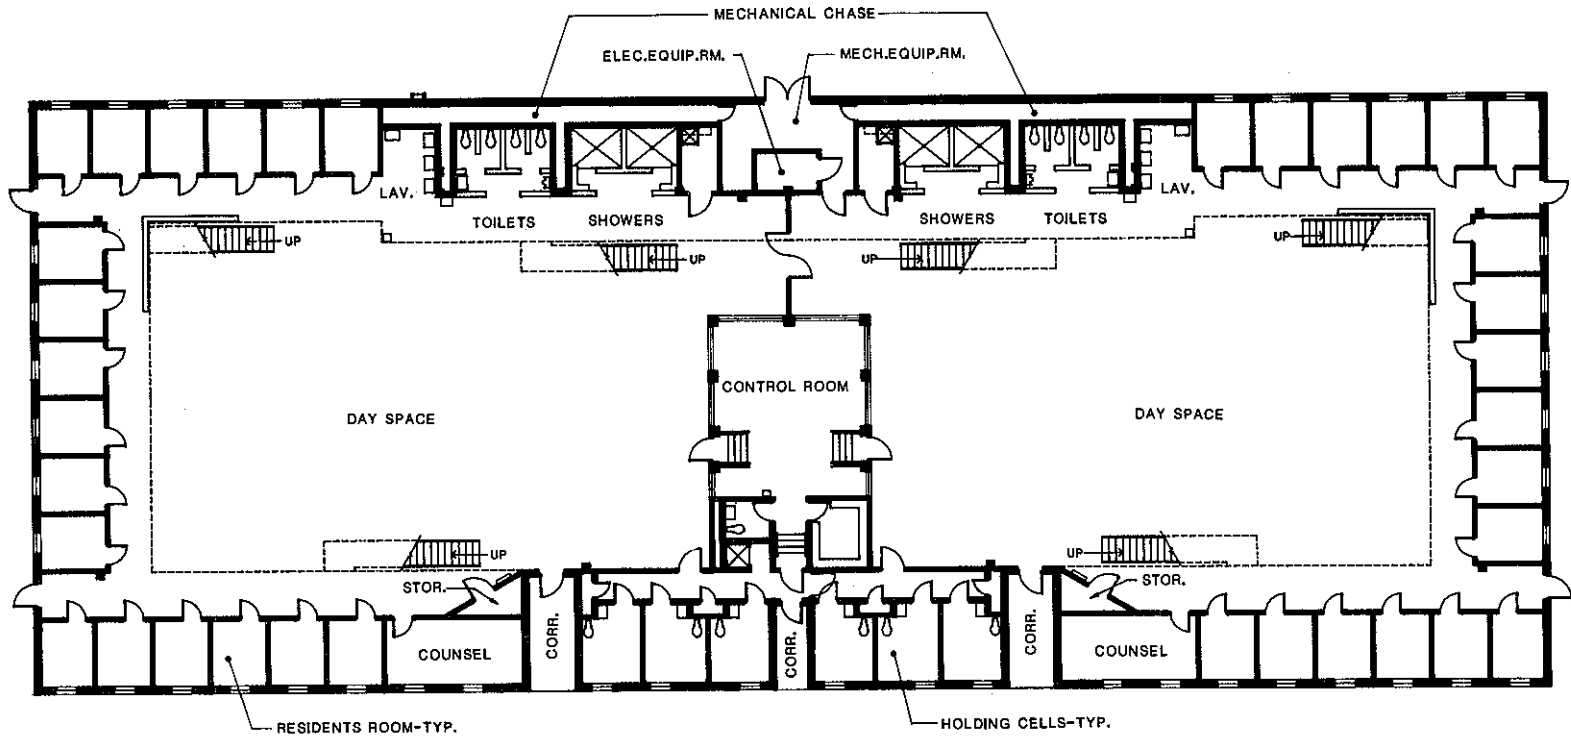 MECHANICAL CHASE
ELEC.EQUIP.RM.
MECH.EQUIP.RM.
LAV.
LAV.
TOILETS
SHOWERS
SHOWERS
TOILETS
UP
UP
UP
UP
CONTROL ROOM
DAY SPACE
DAY SPACE
UP
UP
STOR.
STOR.
CORR.
CORR.
CORR.
COUNSEL
COUNSEL
RESIDENTS ROOM-TYP.
HOLDING CELLS-TYP.